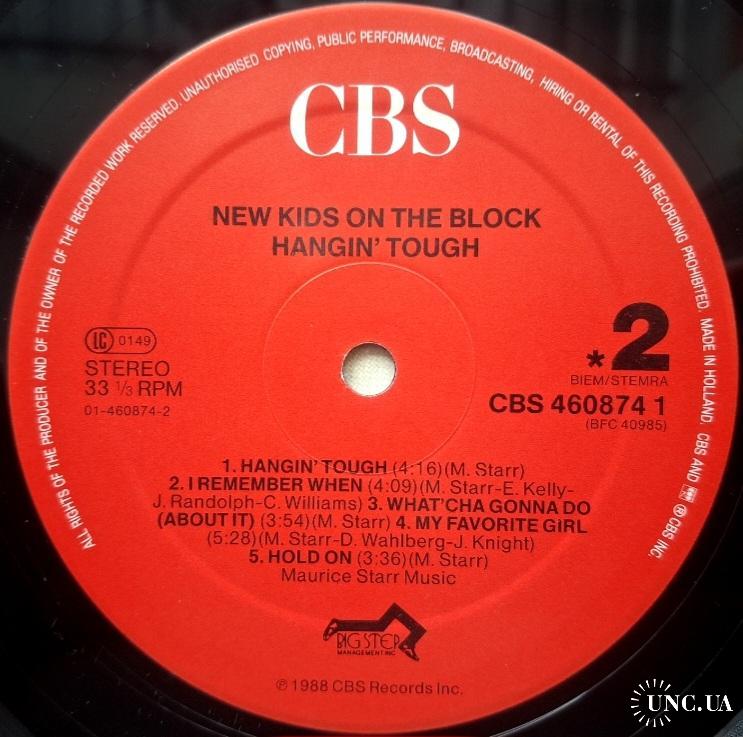 ALL RIGHTS OF THE PRODUCER AND OF THE OWNER OF THE RECORDED WORK RESERVED. UNAUTHORISED COPYING, PUBLIC PERFORMANCE, BROADCASTING, HIRING OR RENTAL OF THIS RECORDING PROHIBITED. MADE IN HOLLAND. CBS AND ℗ CBS INC.
CBS
NEW KIDS ON THE BLOCK
HANGIN' TOUGH
LC 0149
STEREO
33 1/3 RPM
01-460874-2
*2
BIEM/STEMRA
CBS 460874 1
(BFC 40985)
1. HANGIN' TOUGH (4:16)(M. Starr)
2. I REMEMBER WHEN (4:09)(M. Starr-E. Kelly-
J. Randolph-C. Williams) 3. WHAT'CHA GONNA DO
(ABOUT IT) (3:54)(M. Starr) 4. MY FAVORITE GIRL
(5:28)(M. Starr-D. Wahlberg-J. Knight)
5. HOLD ON (3:36)(M. Starr)
Maurice Starr Music
BIG STEP
MANAGEMENT INC
℗ 1988 CBS Records Inc.
UNC.UA